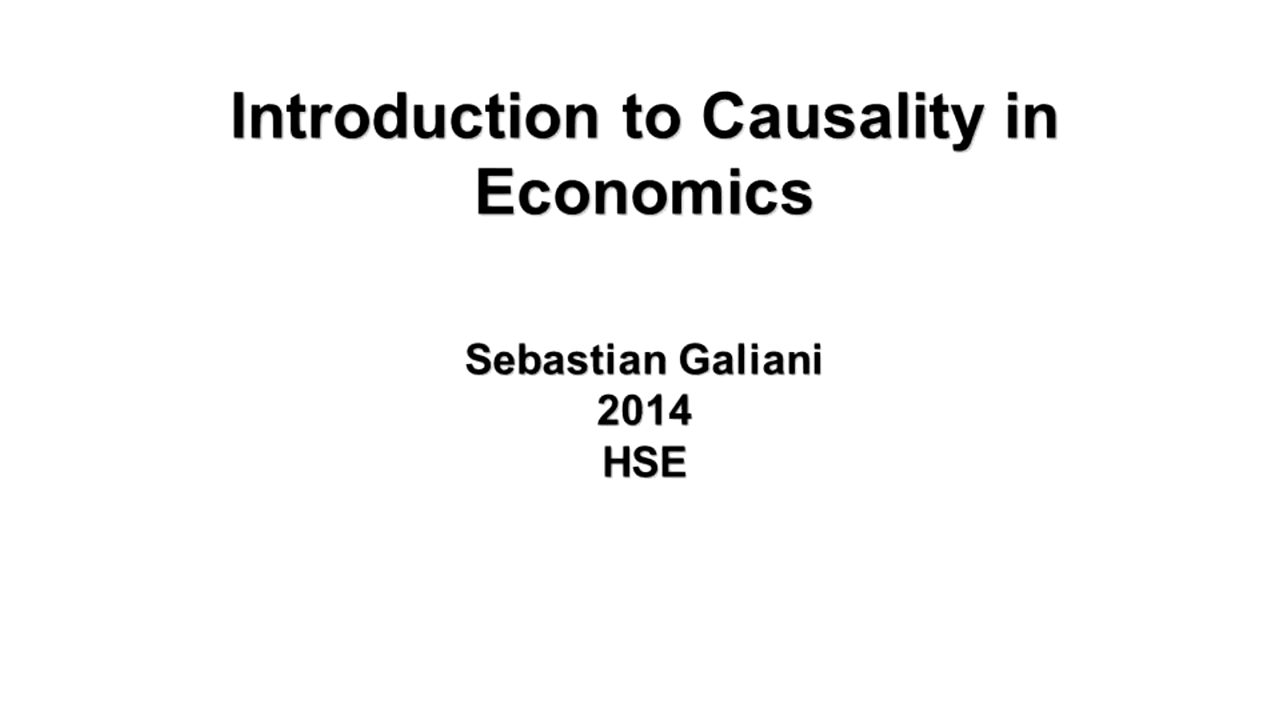 Introduction to Causality in
Economics
Sebastian Galiani
2014
HSE